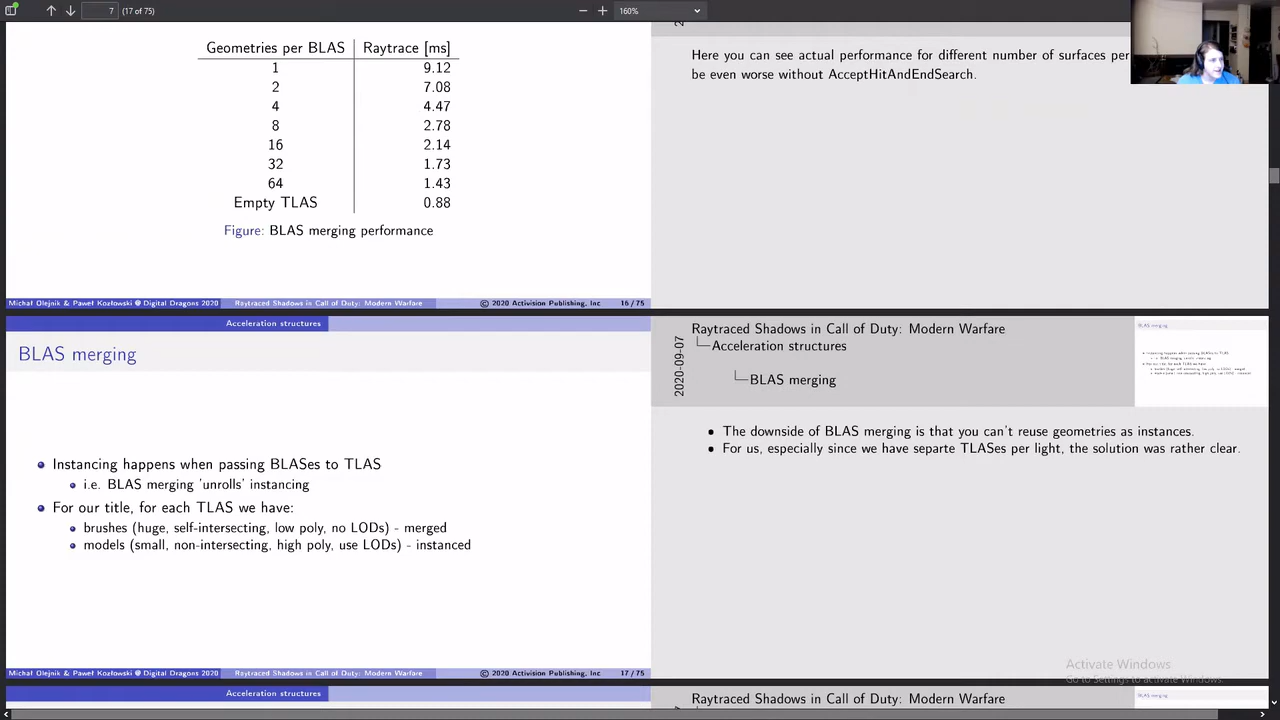 7 (17 of 75) 160%
Geometries per BLAS Raytrace [ms]
1 9.12
2 7.08
4 4.47
8 2.78
16 2.14
32 1.73
64 1.43
Empty TLAS 0.88
Figure: BLAS merging performance
Michał Olejnik & Paweł Kozłowski @ Digital Dragons 2020 Raytraced Shadows in Call of Duty: Modern Warfare © 2020 Activision Publishing, Inc 16 / 75
Here you can see actual performance for different number of surfaces per
be even worse without AcceptHitAndEndSearch.
Acceleration structures
BLAS merging
Instancing happens when passing BLASes to TLAS
i.e. BLAS merging 'unrolls' instancing
For our title, for each TLAS we have:
brushes (huge, self-intersecting, low poly, no LODs) - merged
models (small, non-intersecting, high poly, use LODs) - instanced
Michał Olejnik & Paweł Kozłowski @ Digital Dragons 2020 Raytraced Shadows in Call of Duty: Modern Warfare © 2020 Activision Publishing, Inc 17 / 75
2020-09-07
Raytraced Shadows in Call of Duty: Modern Warfare
Acceleration structures
BLAS merging
BLAS merging
The downside of BLAS merging is that you can't reuse geometries as instances.
For us, especially since we have separte TLASes per light, the solution was rather clear.
Activate Windows
Go to Settings to activate Windows.
Acceleration structures
Raytraced Shadows in Call of Duty: Modern Warfare
BLAS merging